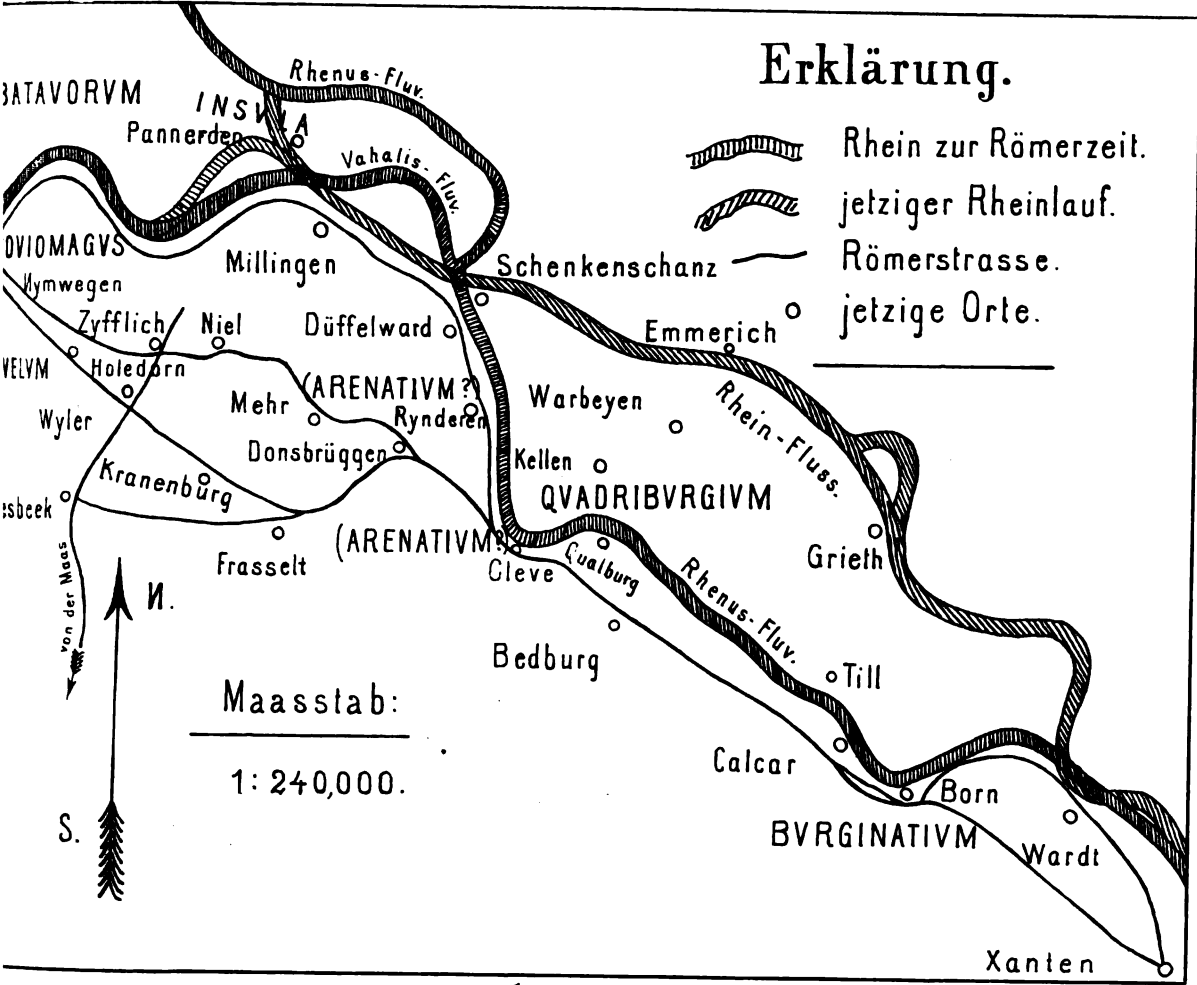 Erklärung.
Rhein zur Römerzeit.
jetziger Rheinlauf.
Römerstrasse.
jetzige Orte.
BATAVORVM
INSVLA
Rhenus-Fluv.
Pannerden
Vahalis-Fluv.
OVIOMAGVS
Millingen
Schenkenschanz
Nymwegen
Zyfflich
Niel
Düffelward
Emmerich
VELVM
Holedorn
(ARENATIVM?)
Mehr
Rynderen
Warbeyen
Rhein-Fluss.
Wyler
Donsbrüggen
Kellen
Kranenburg
QVADRIBVRGIVM
esbeek
(ARENATIVM?)
Frasselt
Cleve
Qualburg
Grieth
von der Maas
N.
Rhenus-Fluv.
Bedburg
Till
Maasstab:
1: 240,000.
Calcar
S.
Born
BVRGINATIVM
Wardt
Xanten